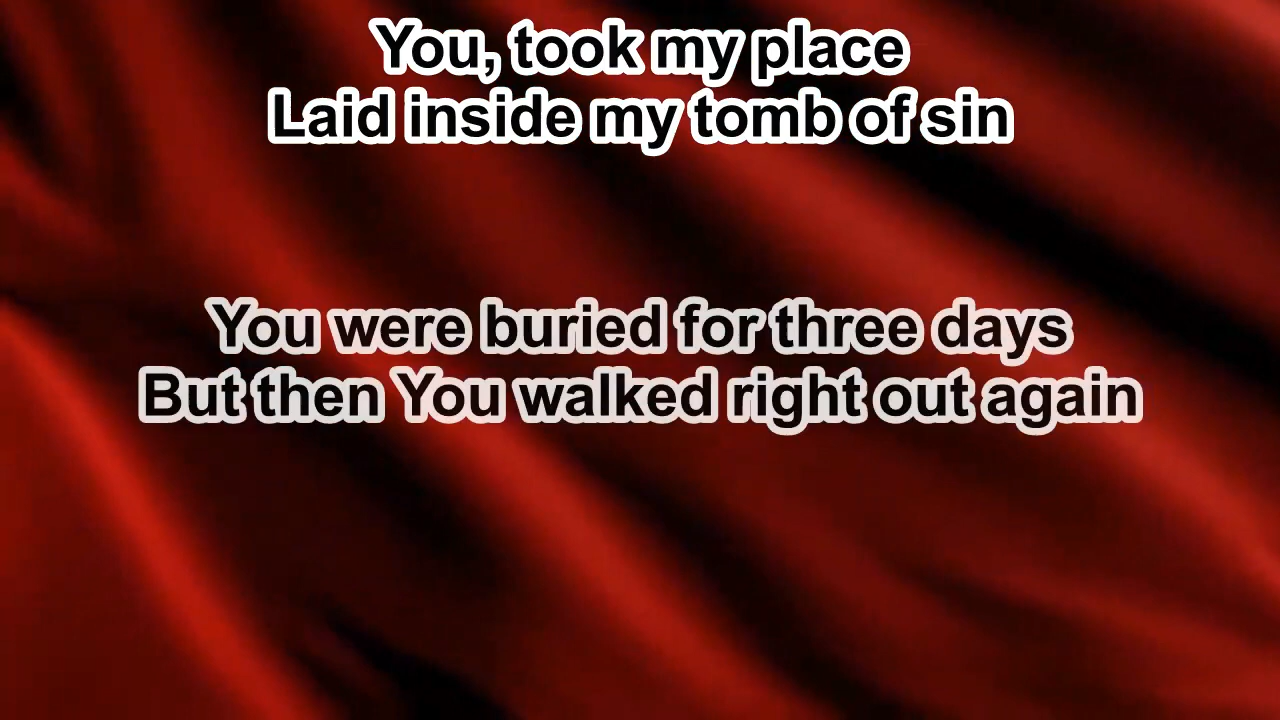 You, took my place
Laid inside my tomb of sin
You were buried for three days
But then You walked right out again